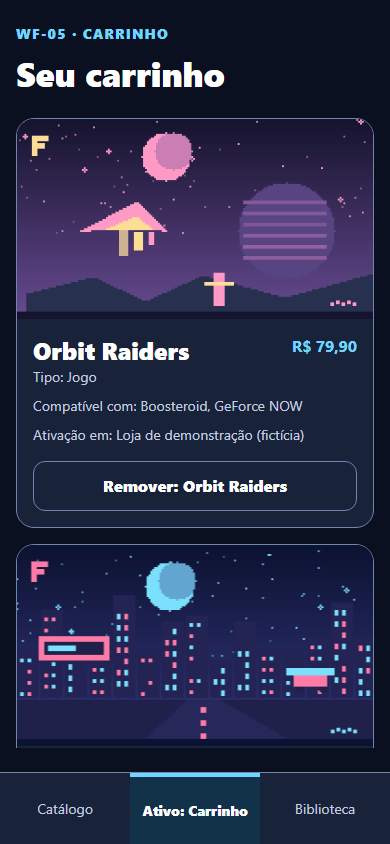 WF-05 · CARRINHO
Seu carrinho
F
Orbit Raiders
R$ 79,90
Tipo: Jogo
Compatível com: Boosteroid, GeForce NOW
Ativação em: Loja de demonstração (fictícia)
Remover: Orbit Raiders
F
Catálogo
Ativo: Carrinho
Biblioteca